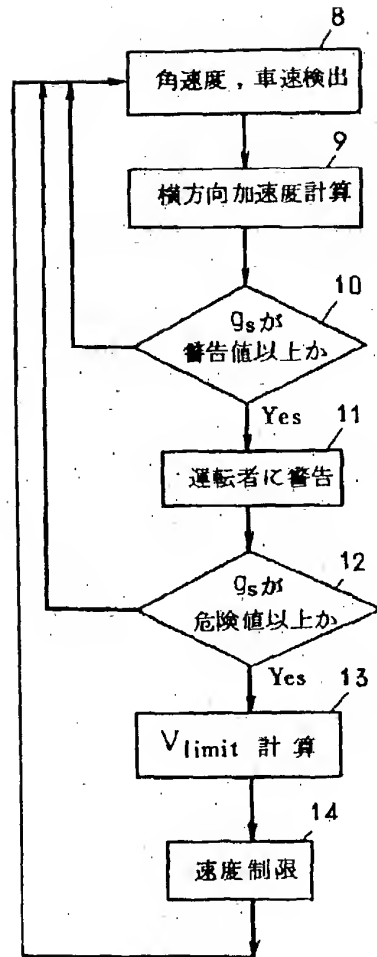 8
角速度,車速検出
9
横方向加速度計算
10
gsが
警告値以上か
Yes
11
運転者に警告
12
gsが
危険値以上か
Yes
13
Vlimit 計算
14
速度制限